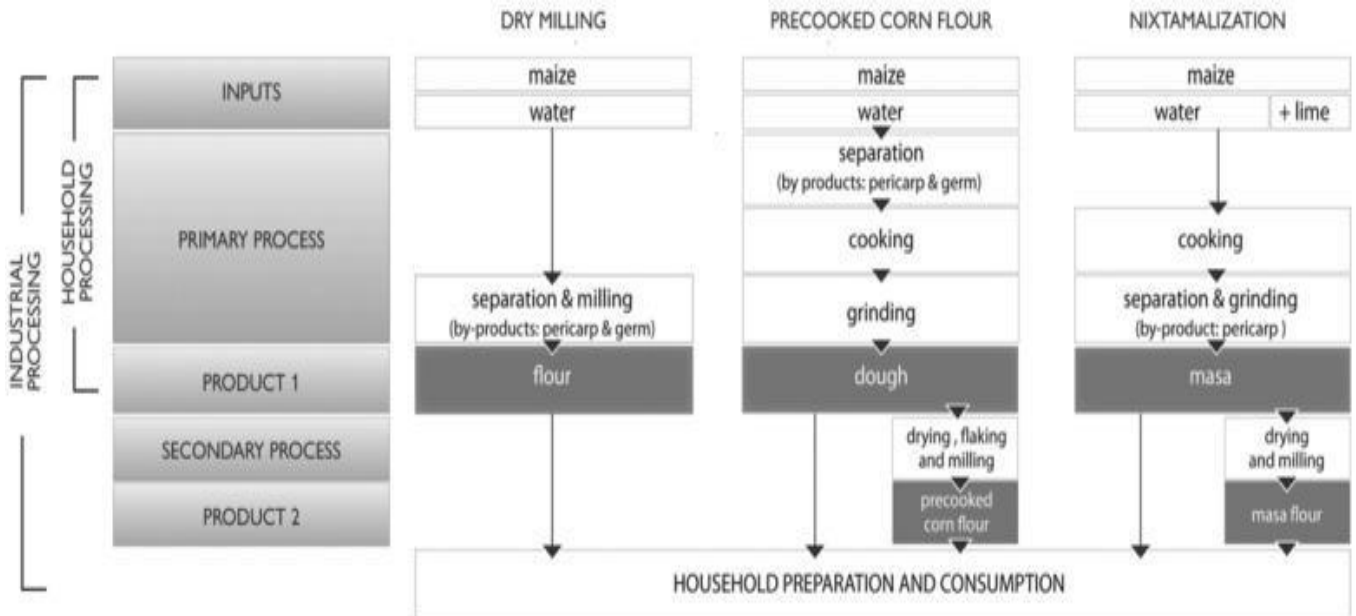 DRY MILLING
PRECOOKED CORN FLOUR
NIXTAMALIZATION
INDUSTRIAL
PROCESSING
HOUSEHOLD
PROCESSING
INPUTS
maize
maize
maize
water
water
water
+ lime
PRIMARY PROCESS
separation
(by products: pericarp & germ)
cooking
cooking
separation & milling
(by-products: pericarp & germ)
grinding
separation & grinding
(by-product: pericarp )
PRODUCT 1
flour
dough
masa
SECONDARY PROCESS
drying , flaking
and milling
drying
and milling
PRODUCT 2
precooked
corn flour
masa flour
HOUSEHOLD PREPARATION AND CONSUMPTION